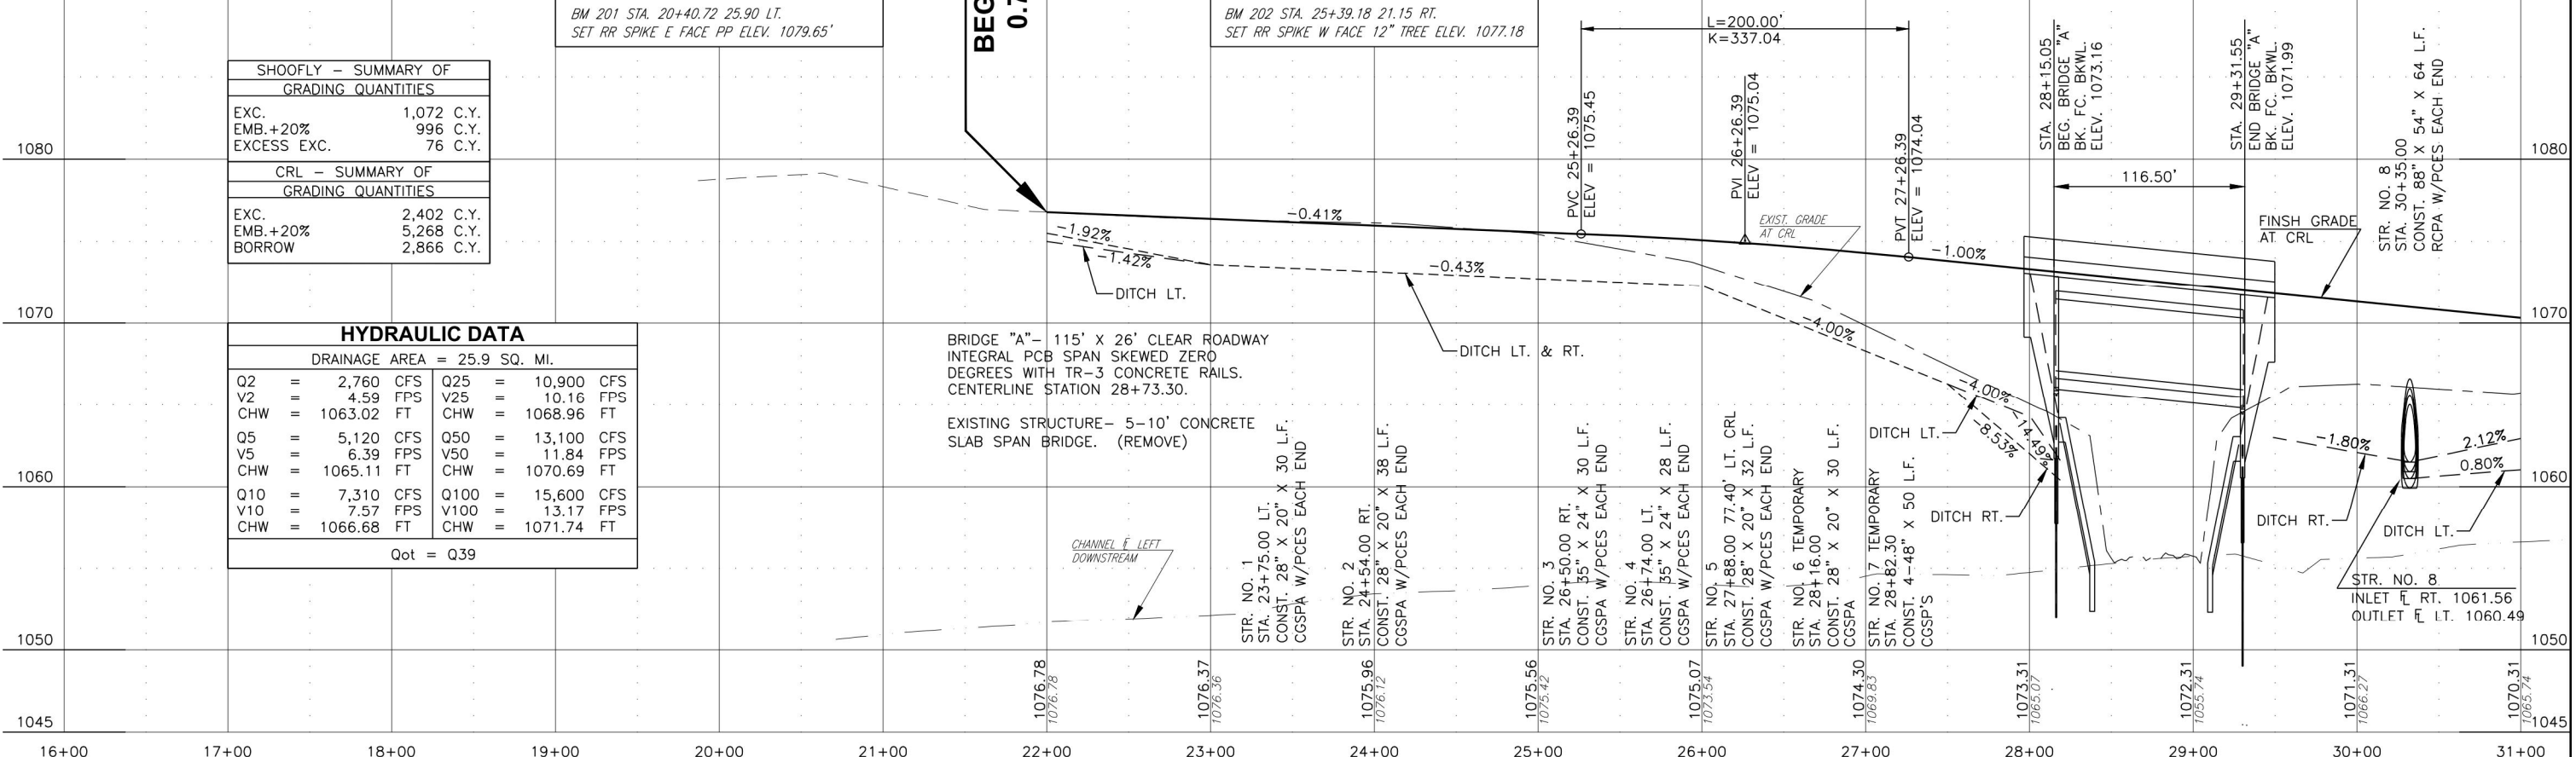 BM 201 STA. 20+40.72 25.90 LT.
SET RR SPIKE E FACE PP ELEV. 1079.65'
BEG
0.7
BM 202 STA. 25+39.18 21.15 RT.
SET RR SPIKE W FACE 12" TREE ELEV. 1077.18
SHOOFLY – SUMMARY OF
GRADING QUANTITIES
EXC. 1,072 C.Y.
EMB.+20% 996 C.Y.
EXCESS EXC. 76 C.Y.
CRL – SUMMARY OF
GRADING QUANTITIES
EXC. 2,402 C.Y.
EMB.+20% 5,268 C.Y.
BORROW 2,866 C.Y.
HYDRAULIC DATA
DRAINAGE AREA = 25.9 SQ. MI.
Q2 = 2,760 CFS Q25 = 10,900 CFS
V2 = 4.59 FPS V25 = 10.16 FPS
CHW = 1063.02 FT CHW = 1068.96 FT
Q5 = 5,120 CFS Q50 = 13,100 CFS
V5 = 6.39 FPS V50 = 11.84 FPS
CHW = 1065.11 FT CHW = 1070.69 FT
Q10 = 7,310 CFS Q100 = 15,600 CFS
V10 = 7.57 FPS V100 = 13.17 FPS
CHW = 1066.68 FT CHW = 1071.74 FT
Qot = Q39
L=200.00'
K=337.04
PVC 25+26.39
ELEV = 1075.45
PVI 26+26.39
ELEV = 1075.04
PVT 27+26.39
ELEV = 1074.04
STA. 28+15.05
BEG. BRIDGE "A"
BK. FC. BKWL.
ELEV. 1073.16
STA. 29+31.55
END BRIDGE "A"
BK. FC. BKWL.
ELEV. 1071.99
116.50'
STR. NO. 8
STA. 30+35.00
CONST. 88" X 54" X 64 L.F.
RCPA W/PCES EACH END
-0.41%
-1.92%
-1.42%
-0.43%
DITCH LT.
DITCH LT. & RT.
EXIST. GRADE
AT CRL
-1.00%
FINSH GRADE
AT CRL
-4.00%
-4.00%
-14.49%
-8.53%
DITCH LT.
DITCH RT.
-1.80%
2.12%
0.80%
DITCH RT.
DITCH LT.
BRIDGE "A"– 115' X 26' CLEAR ROADWAY
INTEGRAL PCB SPAN SKEWED ZERO
DEGREES WITH TR-3 CONCRETE RAILS.
CENTERLINE STATION 28+73.30.
EXISTING STRUCTURE– 5–10' CONCRETE
SLAB SPAN BRIDGE. (REMOVE)
CHANNEL ℄ LEFT
DOWNSTREAM
STR. NO. 1
STA. 23+75.00 LT.
CONST. 28" X 20" X 30 L.F.
CGSPA W/PCES EACH END
STR. NO. 2
STA. 24+54.00 RT.
CONST. 28" X 20" X 38 L.F.
CGSPA W/PCES EACH END
STR. NO. 3
STA. 26+50.00 RT.
CONST. 35" X 24" X 30 L.F.
CGSPA W/PCES EACH END
STR. NO. 4
STA. 26+74.00 LT.
CONST. 35" X 24" X 28 L.F.
CGSPA W/PCES EACH END
STR. NO. 5
STA. 27+88.00 77.40' LT. CRL
CONST. 28" X 20" X 32 L.F.
CGSPA W/PCES EACH END
STR. NO. 6 TEMPORARY
STA. 28+16.00
CONST. 28" X 20" X 30 L.F.
CGSPA
STR. NO. 7 TEMPORARY
STA. 28+82.30
CONST. 4-48" X 50 L.F.
CGSP'S
STR. NO. 8
INLET FL RT. 1061.56
OUTLET FL LT. 1060.49
1080 1080
1070 1070
1060 1060
1050 1050
1045 1045
1076.78 1076.37 1075.96 1075.56 1075.07 1074.30 1073.31 1072.31 1071.31 1070.31
1076.78 1076.36 1076.12 1075.42 1073.54 1069.83 1065.07 1055.74 1066.27 1065.74
16+00 17+00 18+00 19+00 20+00 21+00 22+00 23+00 24+00 25+00 26+00 27+00 28+00 29+00 30+00 31+00